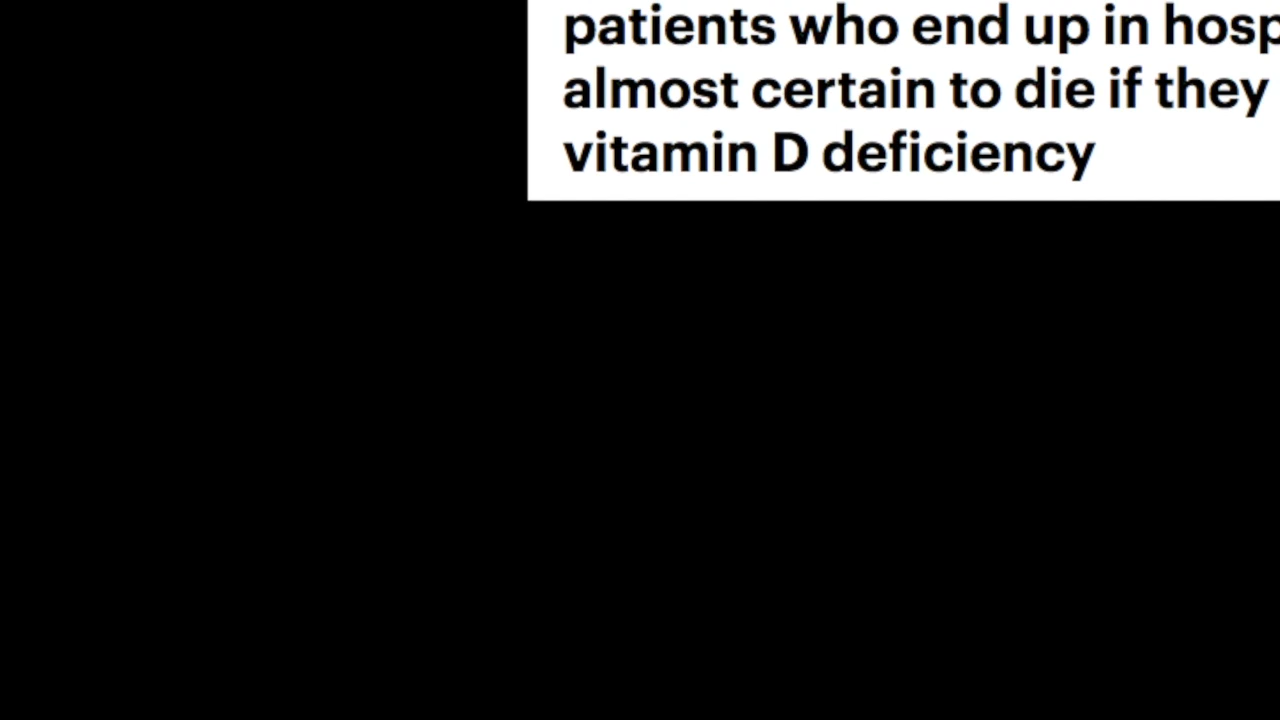 patients who end up in hosp
almost certain to die if they
vitamin D deficiency